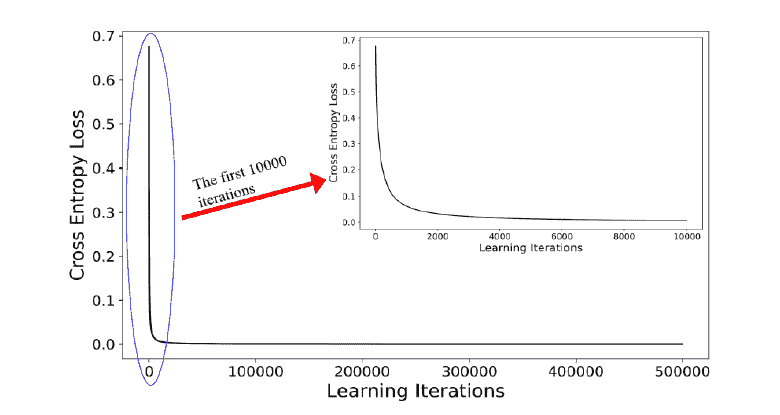 0.7
0.6
0.5
0.4
0.3
0.2
0.1
0.0
Cross Entropy Loss
0 100000 200000 300000 400000 500000
Learning Iterations
The first 10000
iterations
0.7
0.6
0.5
0.4
0.3
0.2
0.1
0.0
Cross Entropy Loss
0 2000 4000 6000 8000 10000
Learning Iterations